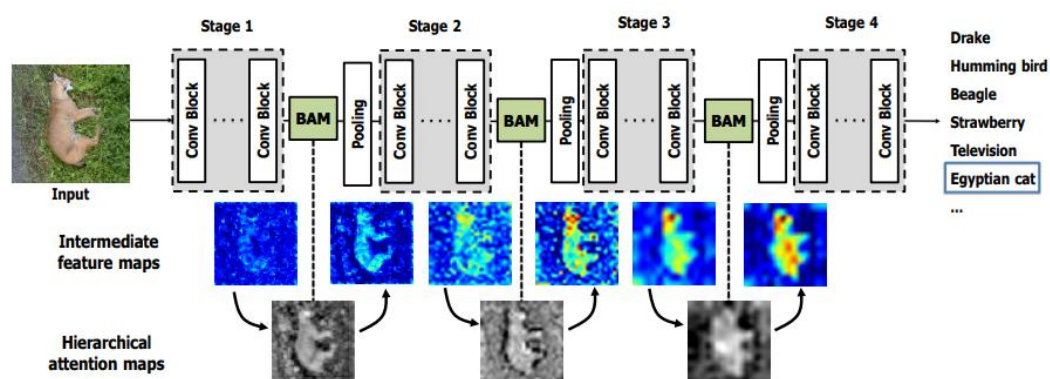 Stage 1
Stage 2
Stage 3
Stage 4
Conv Block
....
Conv Block
BAM
Pooling
Conv Block
....
Conv Block
BAM
Pooling
Conv Block
....
Conv Block
BAM
Pooling
Conv Block
....
Conv Block
Input
Drake
Humming bird
Beagle
Strawberry
Television
Egyptian cat
...
Intermediate
feature maps
Hierarchical
attention maps